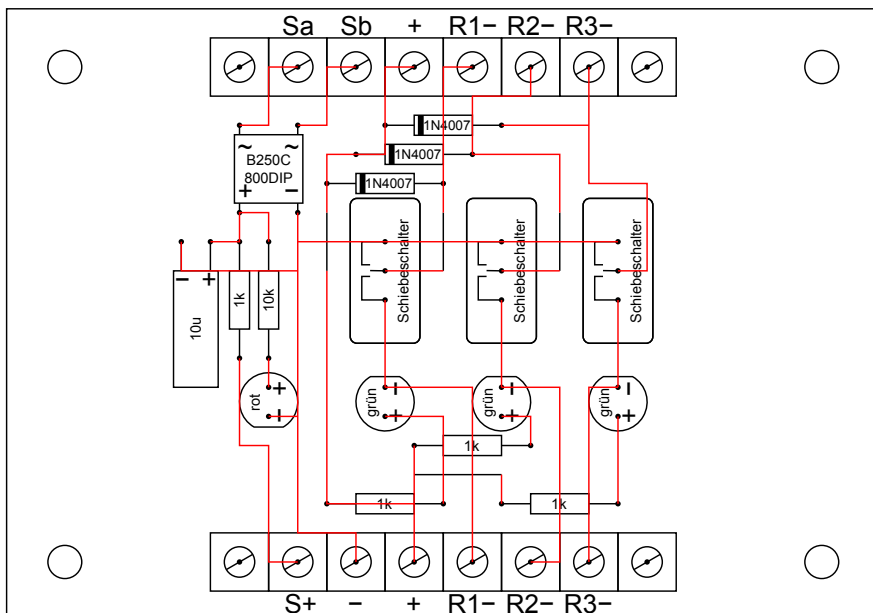 Sa Sb + R1− R2− R3−
1N4007
1N4007
1N4007
~ ~
B250C
800DIP
+ −
Schiebeschalter
Schiebeschalter
Schiebeschalter
− +
10u
1k
10k
rot
+
−
grün
−
+
grün
−
+
grün
−
+
1k
1k
1k
S+ − + R1− R2− R3−